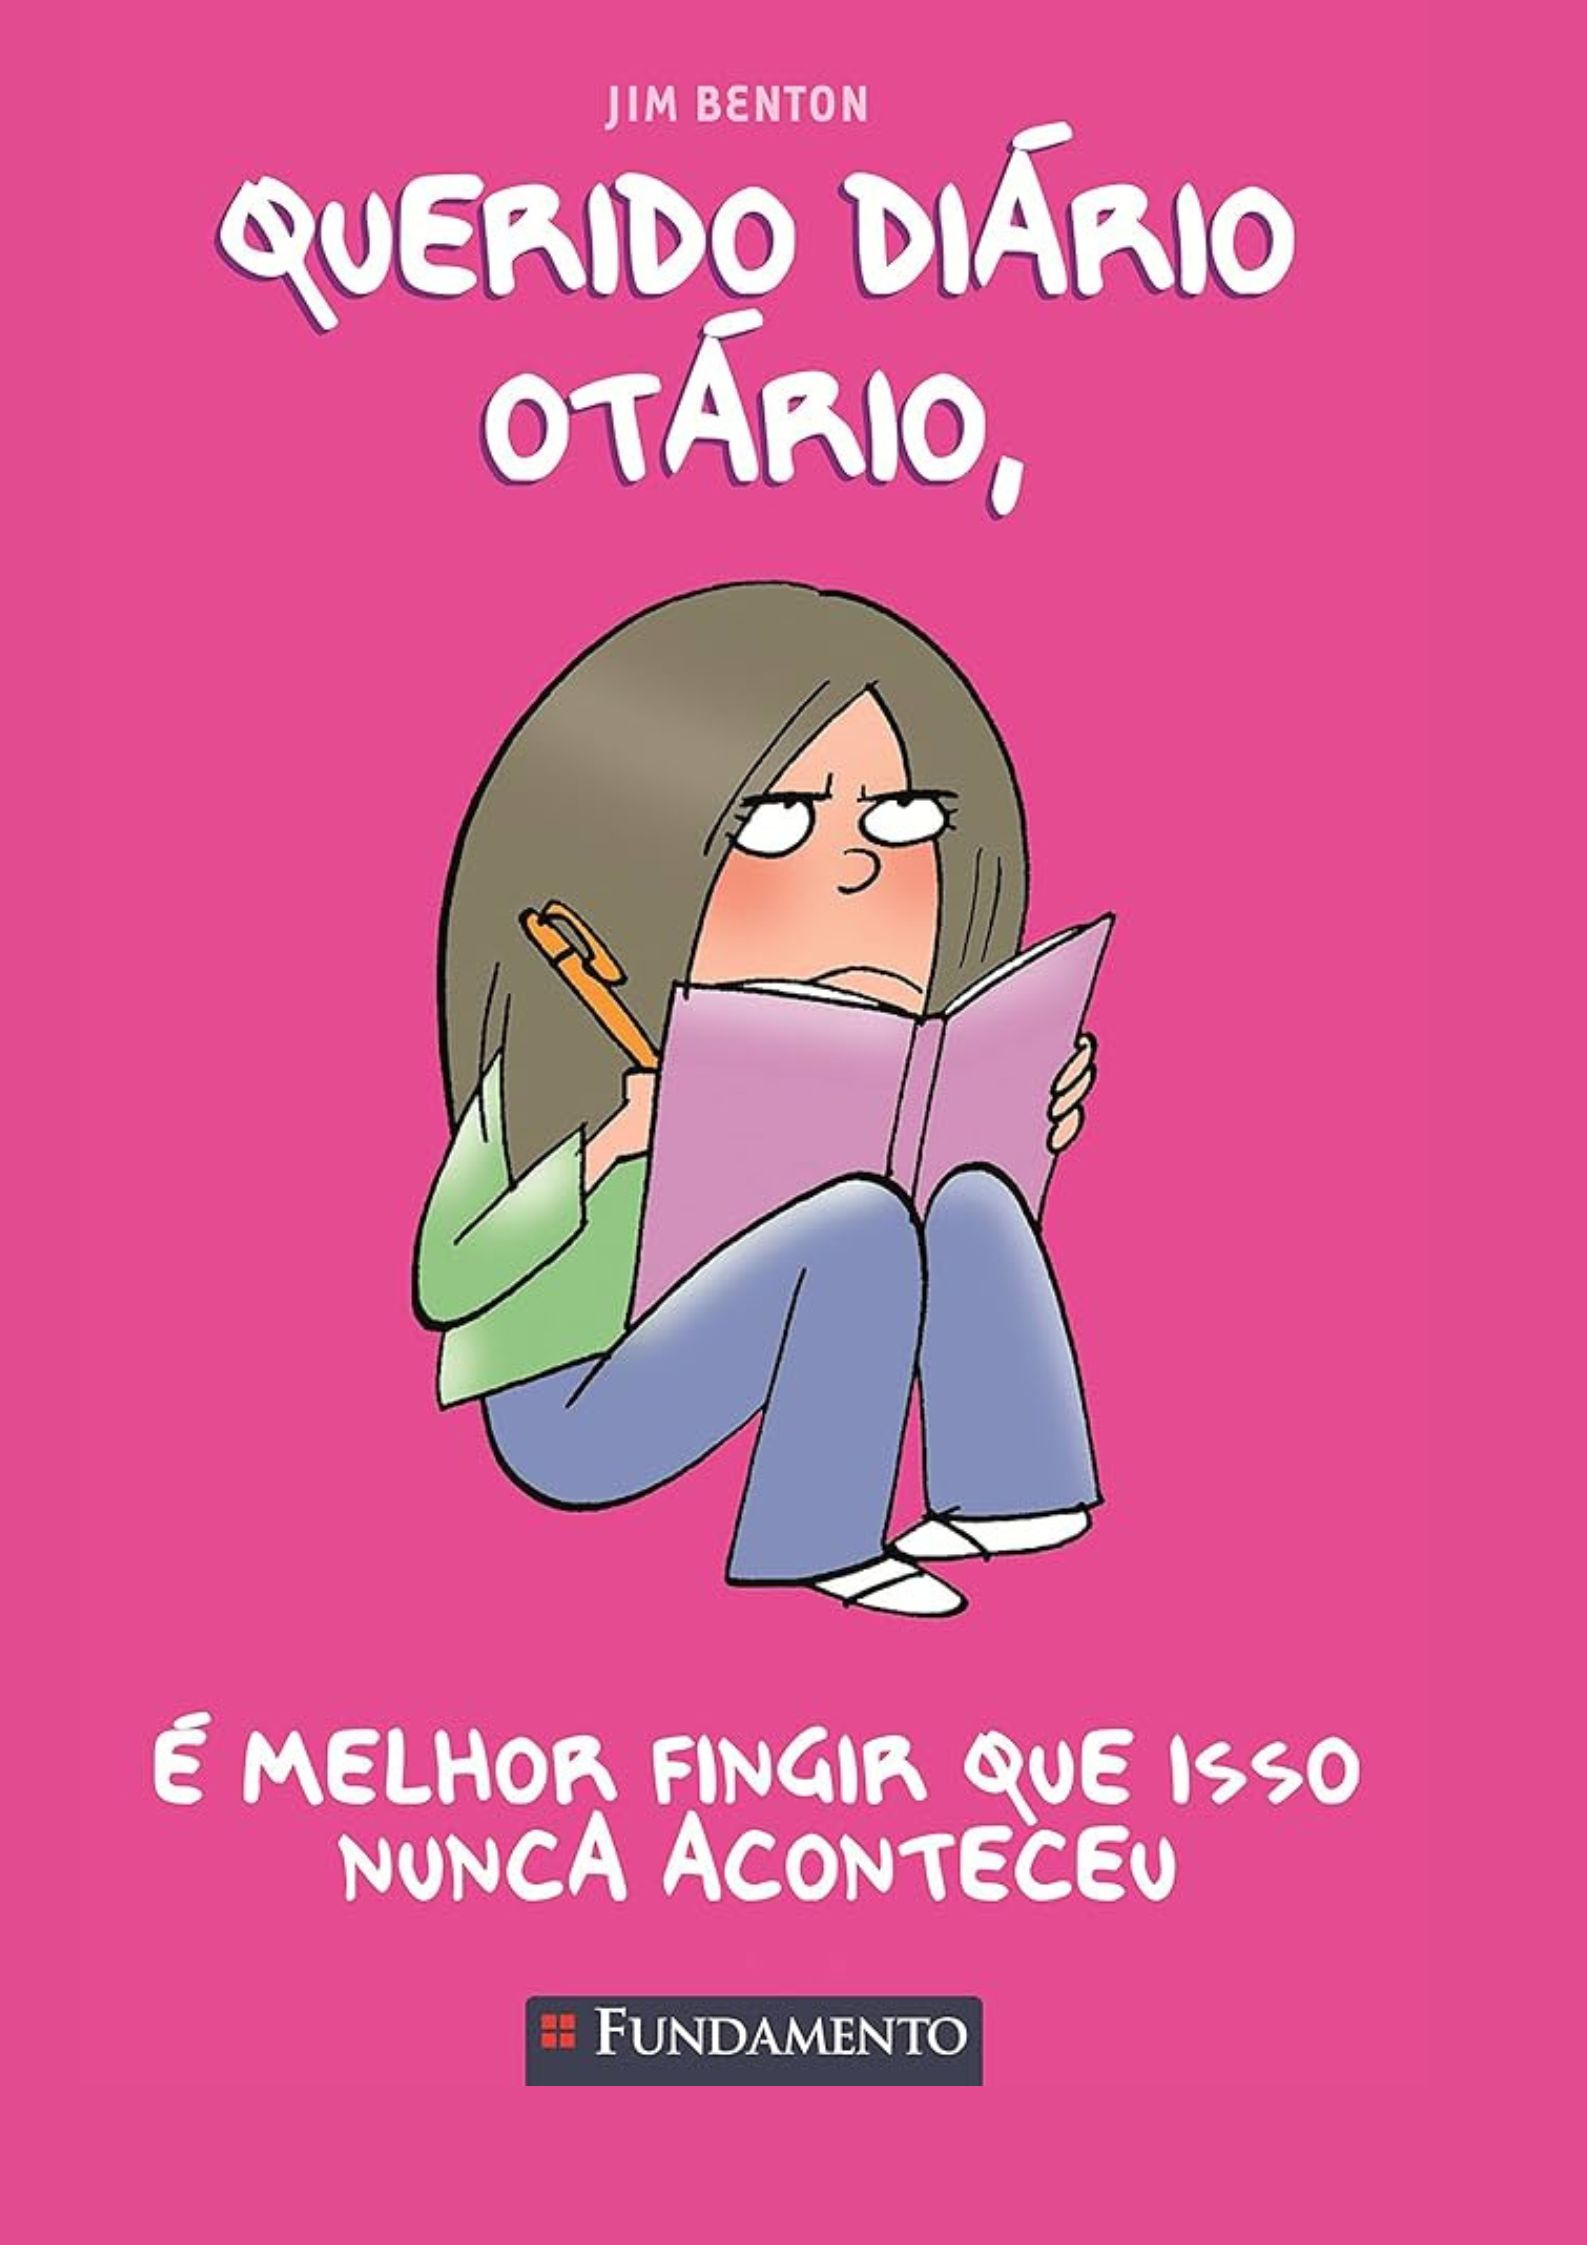 JIM BENTON
QUERIDO DIÁRIO
OTÁRIO,
É MELHOR FINGIR QUE ISSO
NUNCA ACONTECEU
FUNDAMENTO